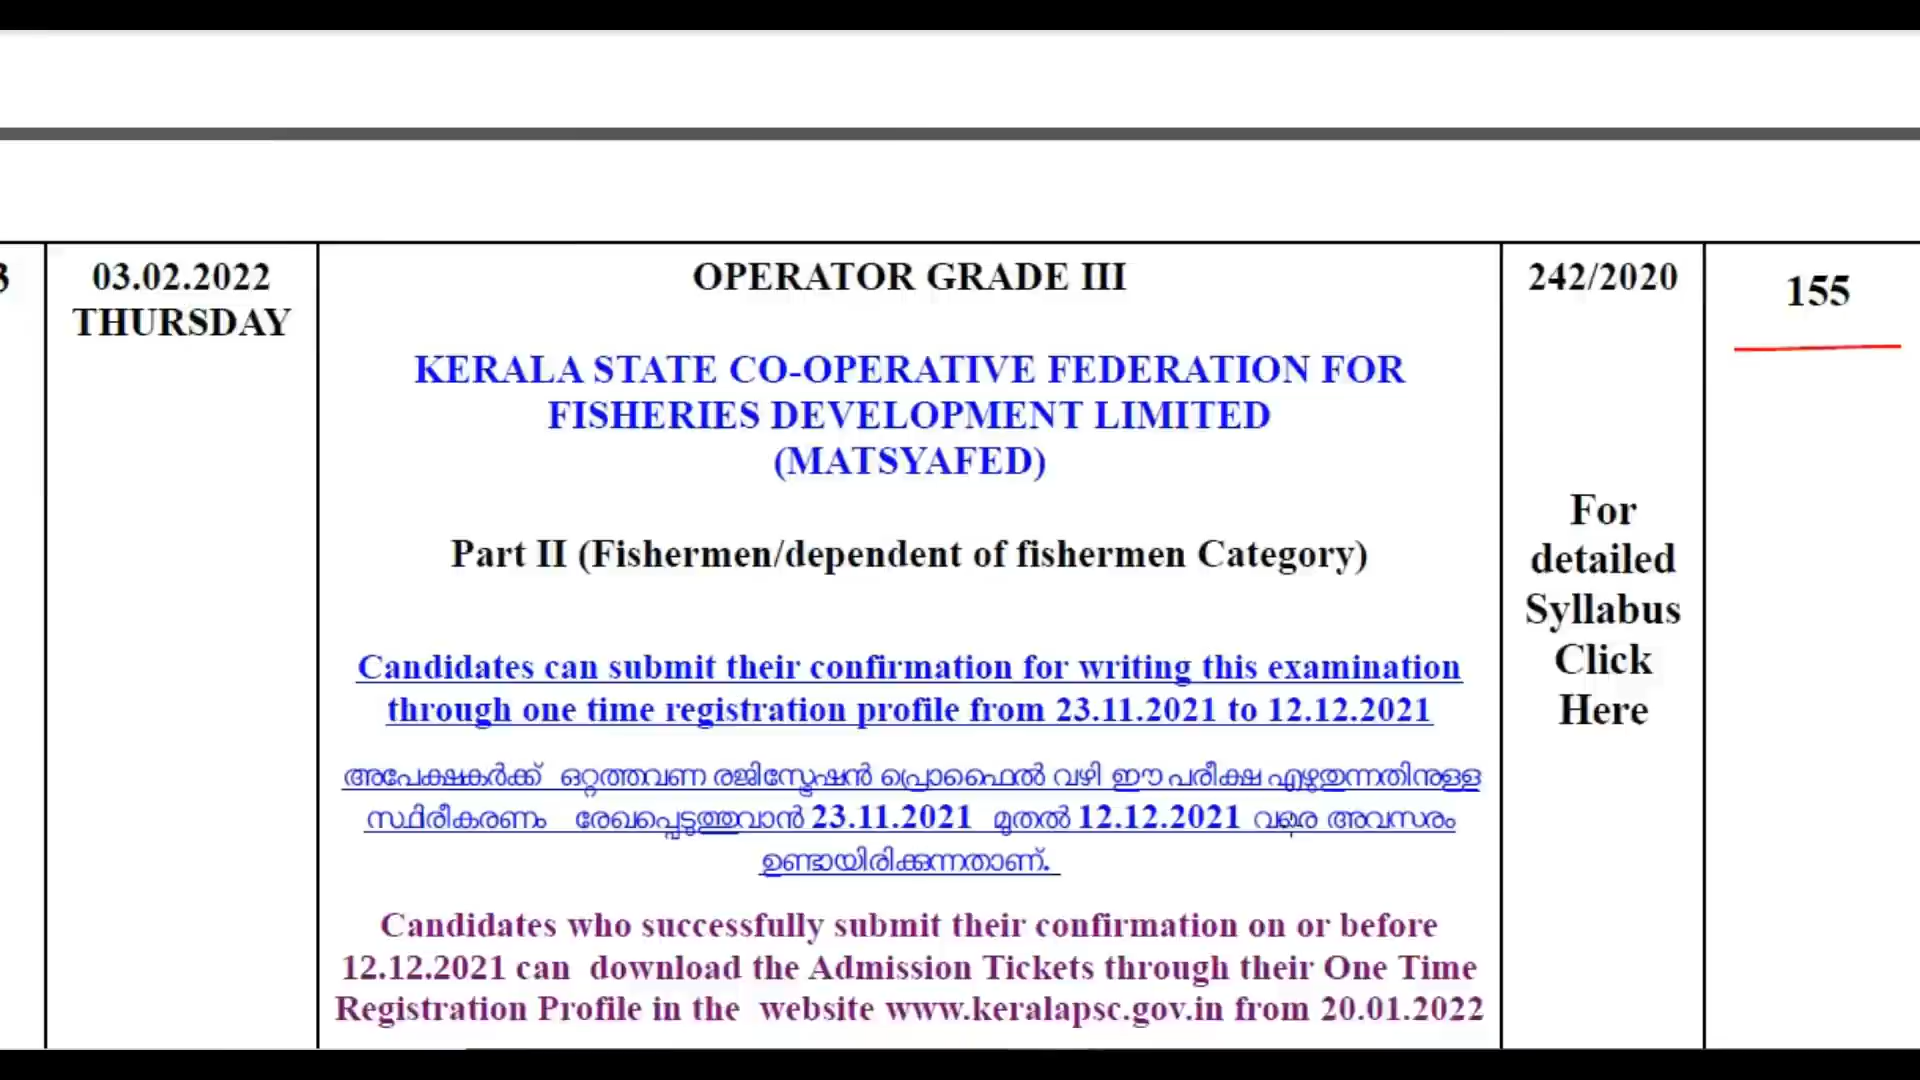 3
03.02.2022
THURSDAY
OPERATOR GRADE III
KERALA STATE CO-OPERATIVE FEDERATION FOR
FISHERIES DEVELOPMENT LIMITED
(MATSYAFED)
Part II (Fishermen/dependent of fishermen Category)
Candidates can submit their confirmation for writing this examination
through one time registration profile from 23.11.2021 to 12.12.2021
അപേക്ഷകർക്ക് ഒറ്റത്തവണ രജിസ്ട്രേഷൻ പ്രൊഫൈൽ വഴി ഈ പരീക്ഷ എഴുതുന്നതിനുള്ള
സ്ഥിരീകരണം രേഖപ്പെടുത്തുവാൻ 23.11.2021 മുതൽ 12.12.2021 വരെ അവസരം
ഉണ്ടായിരിക്കുന്നതാണ്.
Candidates who successfully submit their confirmation on or before
12.12.2021 can download the Admission Tickets through their One Time
Registration Profile in the website www.keralapsc.gov.in from 20.01.2022
242/2020
For
detailed
Syllabus
Click
Here
155